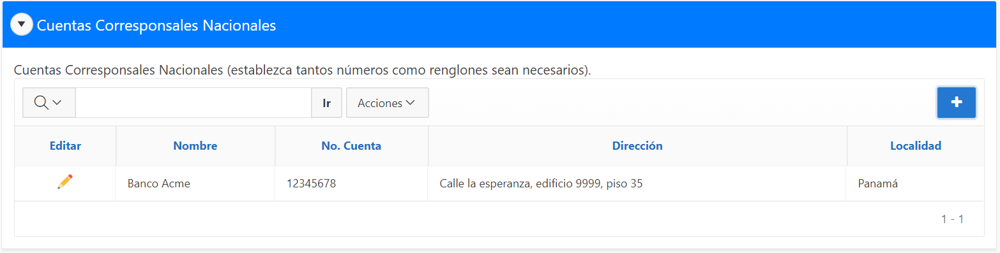 Cuentas Corresponsales Nacionales
Cuentas Corresponsales Nacionales (establezca tantos números como renglones sean necesarios).
Ir Acciones
Editar Nombre No. Cuenta Dirección Localidad
Banco Acme 12345678 Calle la esperanza, edificio 9999, piso 35 Panamá
1 - 1